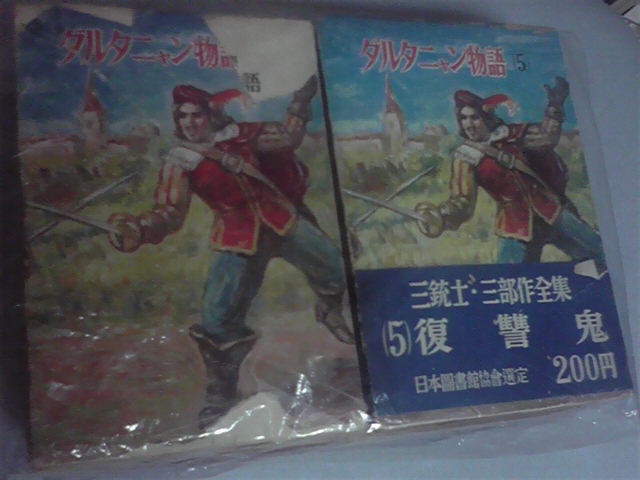 ダルタニャン物語
語
ダルタニャン物語 5
三銃士・三部作全集
(5)復讐鬼
日本圖書館協會選定
200円